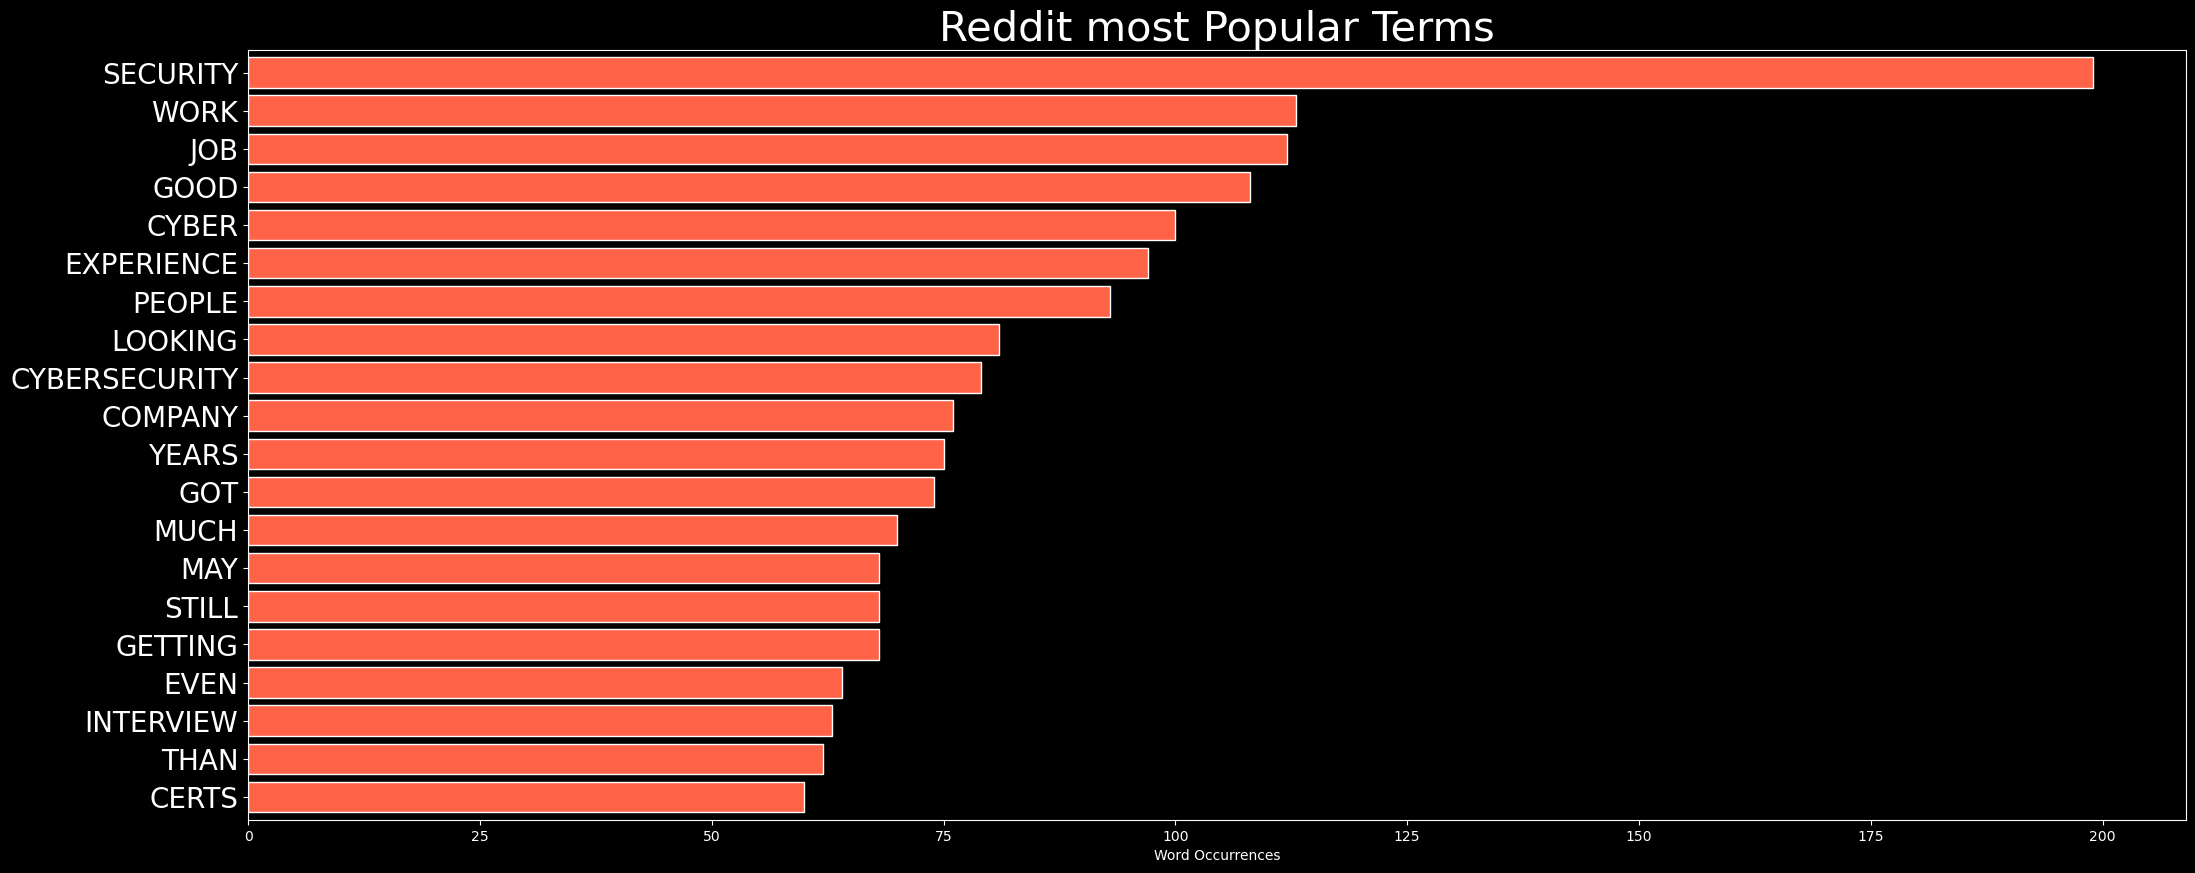 Reddit most Popular Terms
SECURITY
WORK
JOB
GOOD
CYBER
EXPERIENCE
PEOPLE
LOOKING
CYBERSECURITY
COMPANY
YEARS
GOT
MUCH
MAY
STILL
GETTING
EVEN
INTERVIEW
THAN
CERTS
0 25 50 75 100 125 150 175 200
Word Occurrences